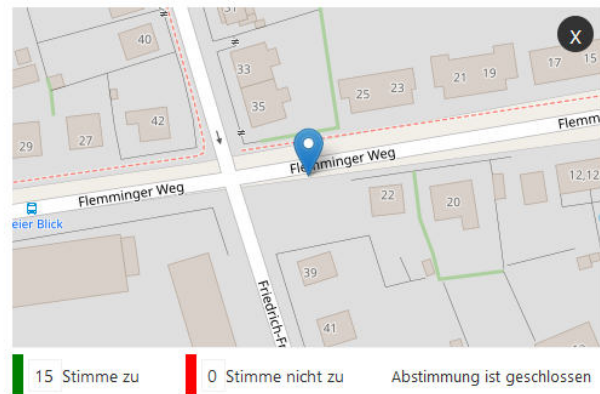 31
40
X
33
17
15
21
19
25
23
35
42
29
27
Flemm
Flemminger Weg
Flemminger Weg
12,12
22
20
eier Blick
39
Friedrich-Fr
41
15 Stimme zu
0 Stimme nicht zu
Abstimmung ist geschlossen